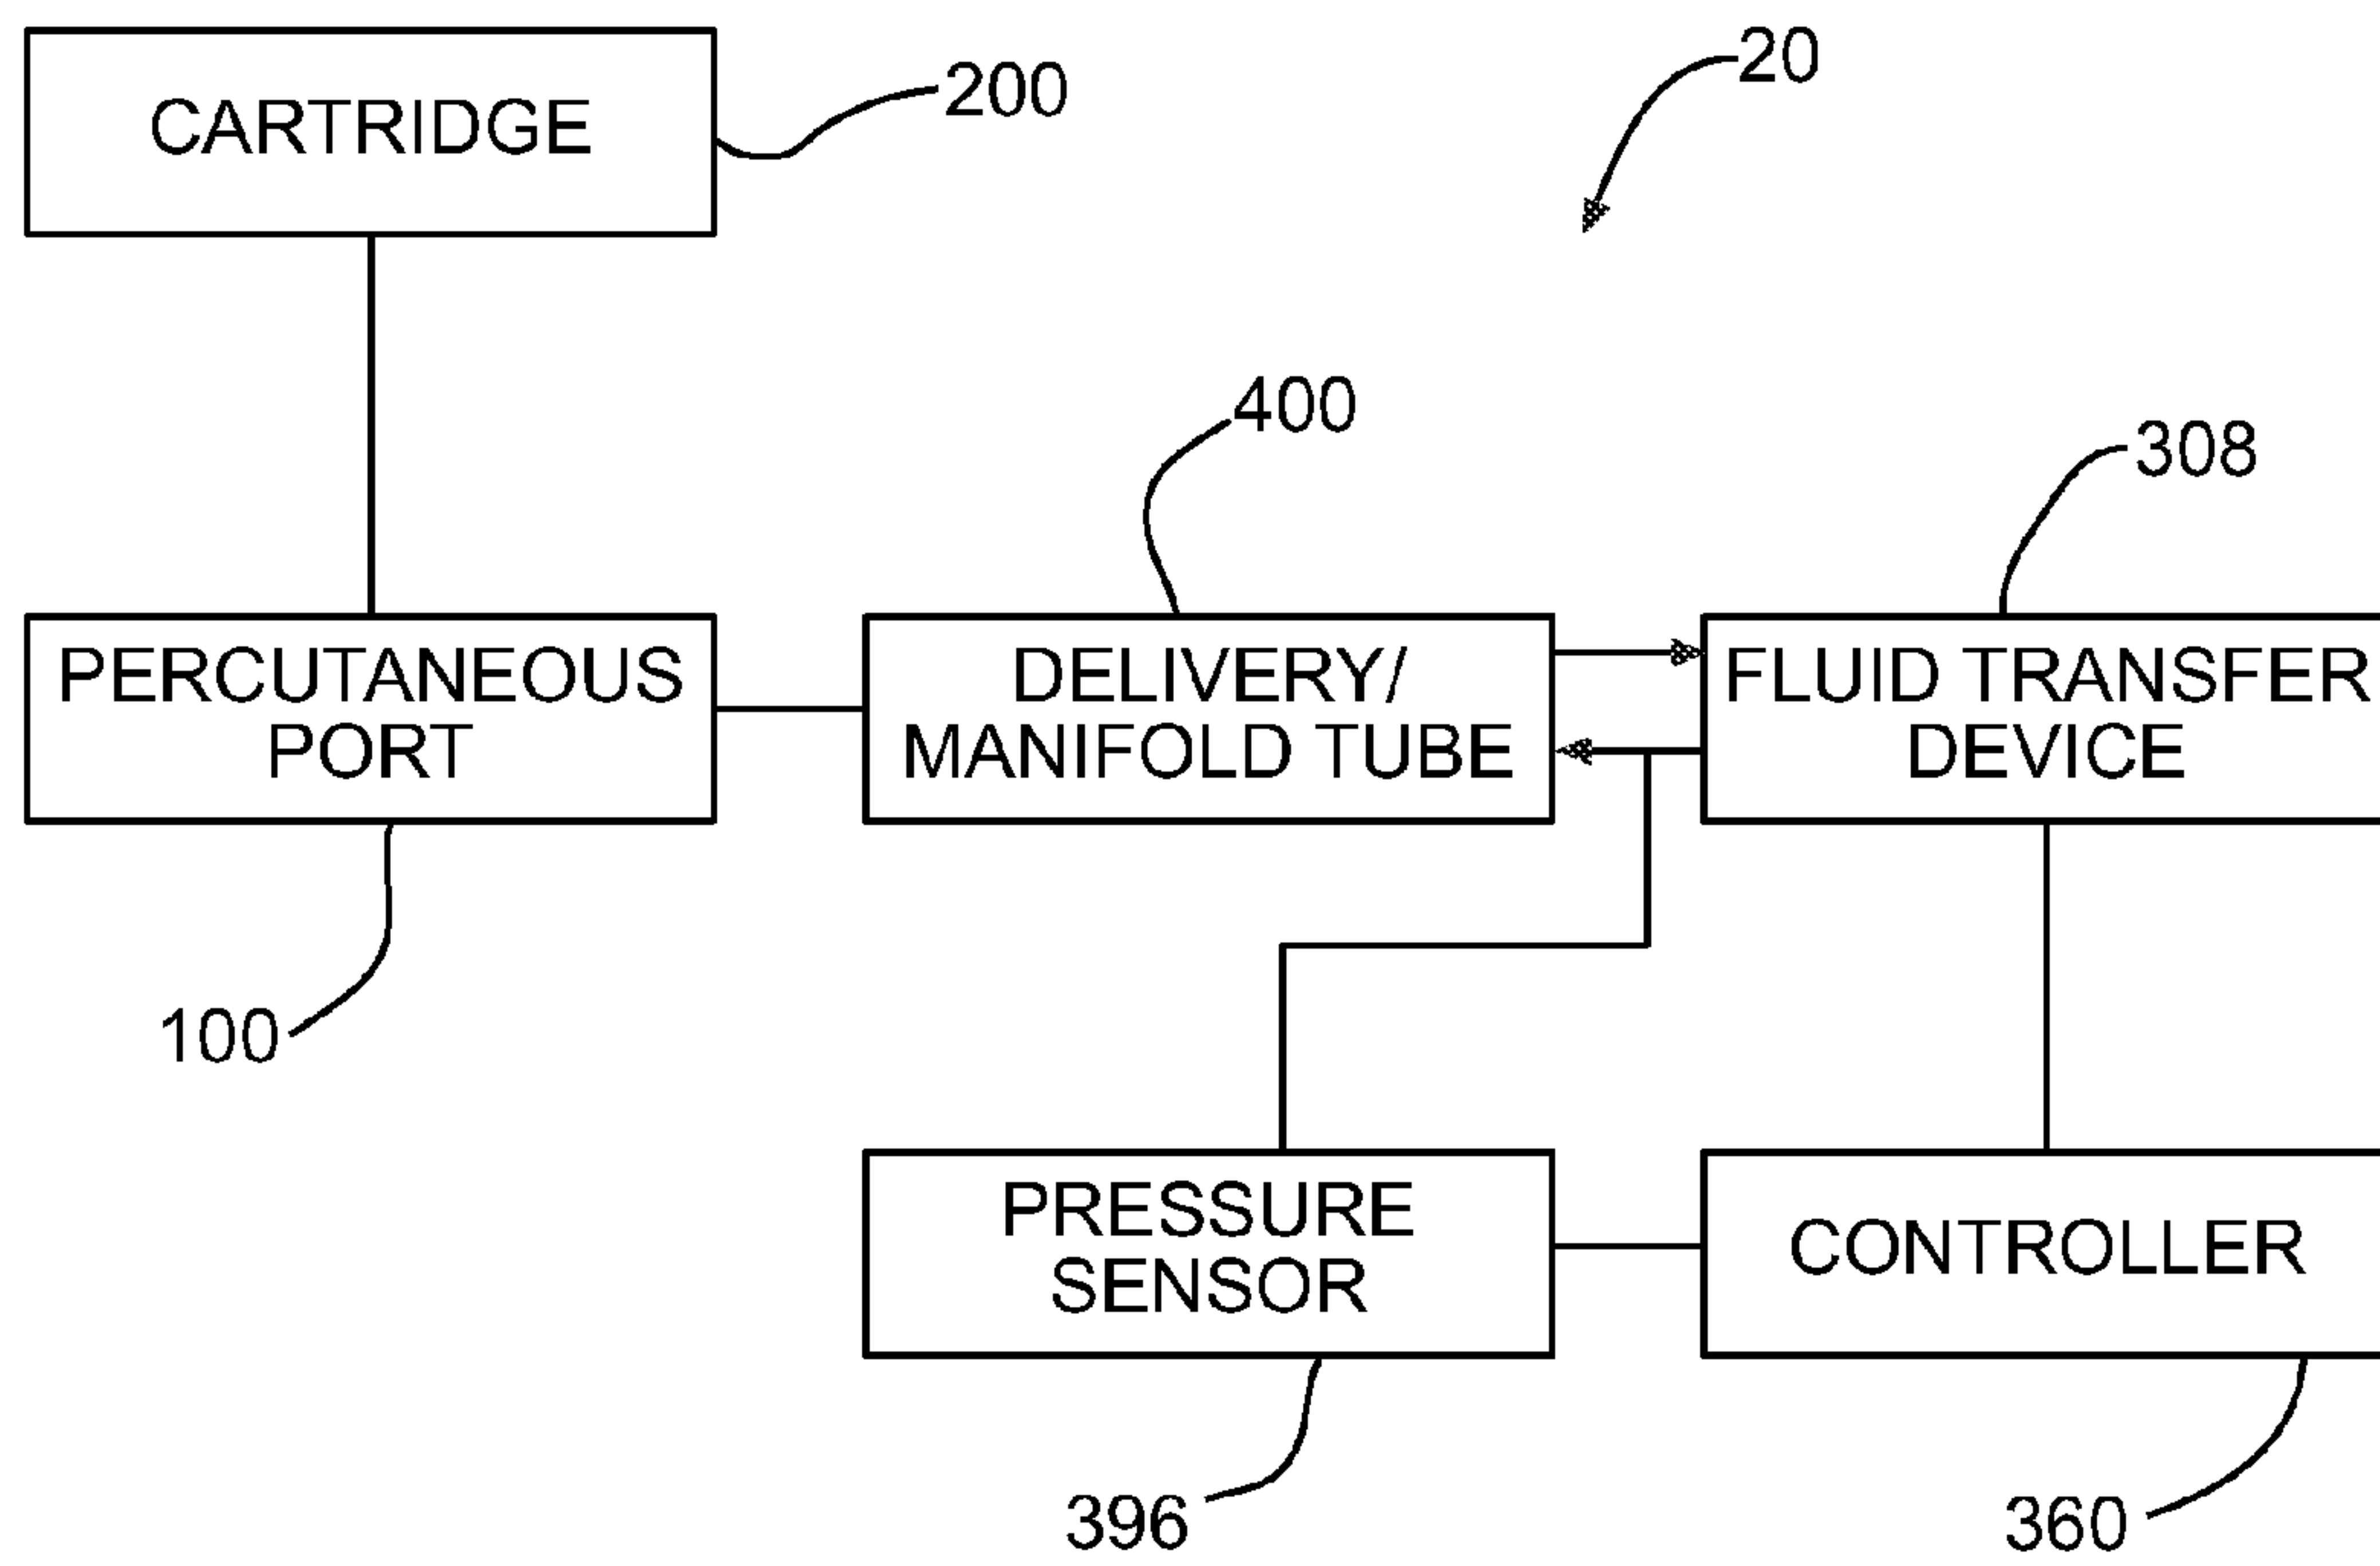 CARTRIDGE
200
20
400
308
PERCUTANEOUS
PORT
DELIVERY/
MANIFOLD TUBE
FLUID TRANSFER
DEVICE
100
PRESSURE
SENSOR
CONTROLLER
396
360